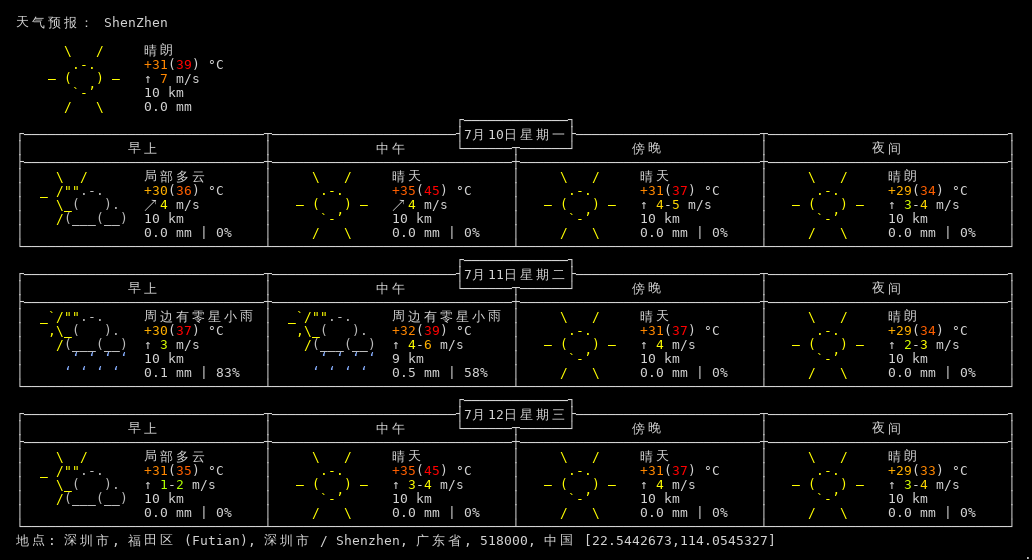 天气预报： ShenZhen
晴朗
+31(39) °C
↑ 7 m/s
10 km
0.0 mm
7月10日星期一
早上 中午 傍晚 夜间
局部多云 晴天 晴天 晴朗
+30(36) °C +35(45) °C +31(37) °C +29(34) °C
↗ 4 m/s ↗ 4 m/s ↑ 4-5 m/s ↑ 3-4 m/s
10 km 10 km 10 km 10 km
0.0 mm | 0% 0.0 mm | 0% 0.0 mm | 0% 0.0 mm | 0%
7月11日星期二
早上 中午 傍晚 夜间
周边有零星小雨 周边有零星小雨 晴天 晴朗
+30(37) °C +32(39) °C +31(37) °C +29(34) °C
↑ 3 m/s ↑ 4-6 m/s ↑ 4 m/s ↑ 2-3 m/s
10 km 9 km 10 km 10 km
0.1 mm | 83% 0.5 mm | 58% 0.0 mm | 0% 0.0 mm | 0%
7月12日星期三
早上 中午 傍晚 夜间
局部多云 晴天 晴天 晴朗
+31(35) °C +35(45) °C +31(37) °C +29(33) °C
↑ 1-2 m/s ↑ 3-4 m/s ↑ 4 m/s ↑ 3-4 m/s
10 km 10 km 10 km 10 km
0.0 mm | 0% 0.0 mm | 0% 0.0 mm | 0% 0.0 mm | 0%
地点: 深圳市, 福田区 (Futian), 深圳市 / Shenzhen, 广东省, 518000, 中国 [22.5442673,114.0545327]